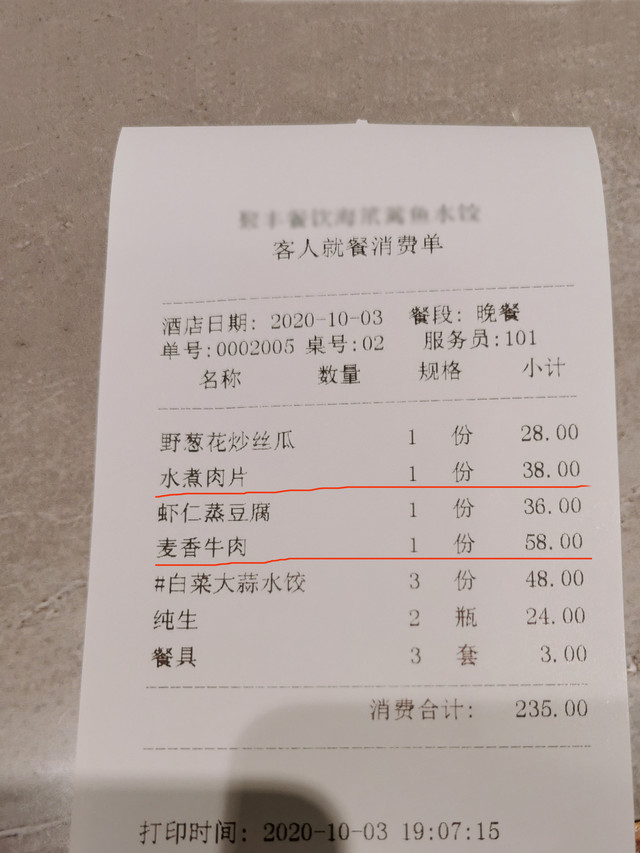 客人就餐消费单
酒店日期: 2020-10-03 餐段: 晚餐
单号:0002005 桌号:02 服务员:101
名称 数量 规格 小计
野葱花炒丝瓜 1 份 28.00
水煮肉片 1 份 38.00
虾仁蒸豆腐 1 份 36.00
麦香牛肉 1 份 58.00
#白菜大蒜水饺 3 份 48.00
纯生 2 瓶 24.00
餐具 3 套 3.00
消费合计: 235.00
打印时间: 2020-10-03 19:07:15